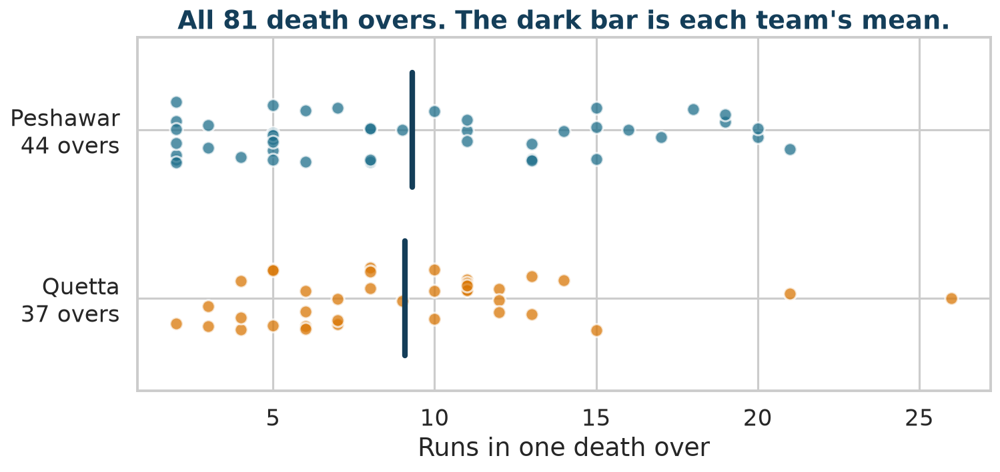 All 81 death overs. The dark bar is each team's mean.
Peshawar
44 overs
Quetta
37 overs
5 10 15 20 25
Runs in one death over